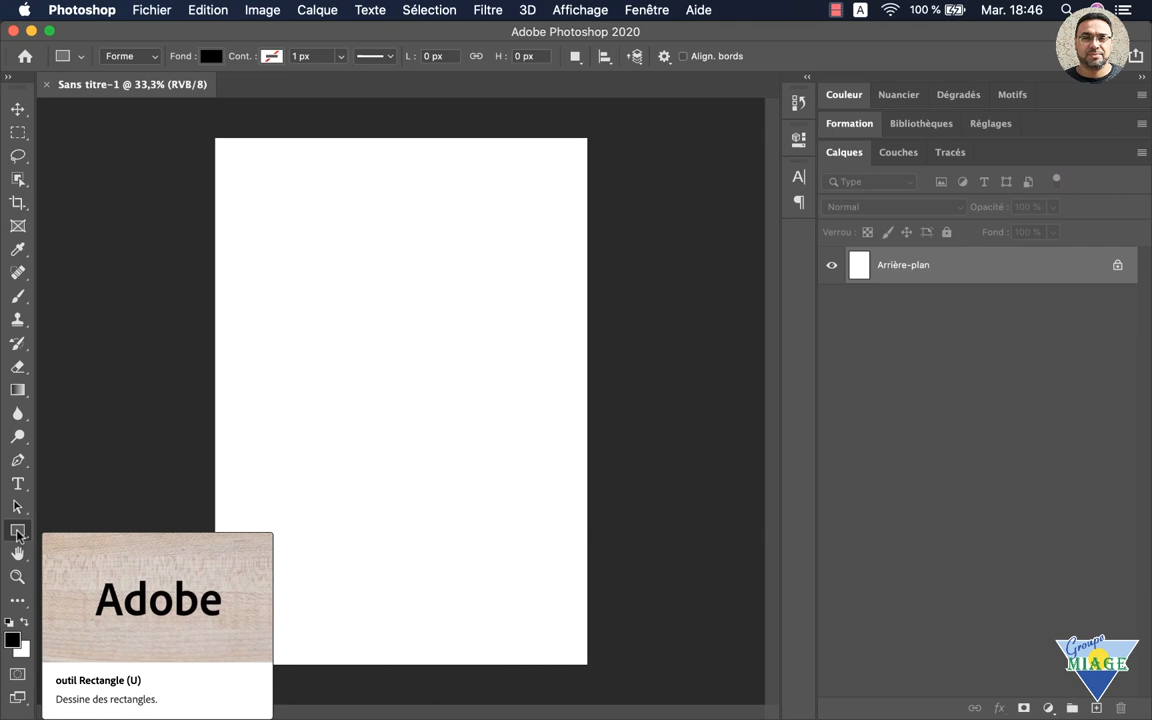 Photoshop Fichier Edition Image Calque Texte Sélection Filtre 3D Affichage Fenêtre Aide A 100 % Mar. 18:46
Adobe Photoshop 2020
Forme Fond : Cont. : 1 px L : 0 px H : 0 px Align. bords
Sans titre-1 @ 33,3% (RVB/8)
Couleur Nuancier Dégradés Motifs
Formation Bibliothèques Réglages
Calques Couches Tracés
Type
Normal Opacité : 100 %
Verrou : Fond : 100 %
Arrière-plan
Adobe
outil Rectangle (U)
Dessine des rectangles.
Groupe
MIAGE
fx